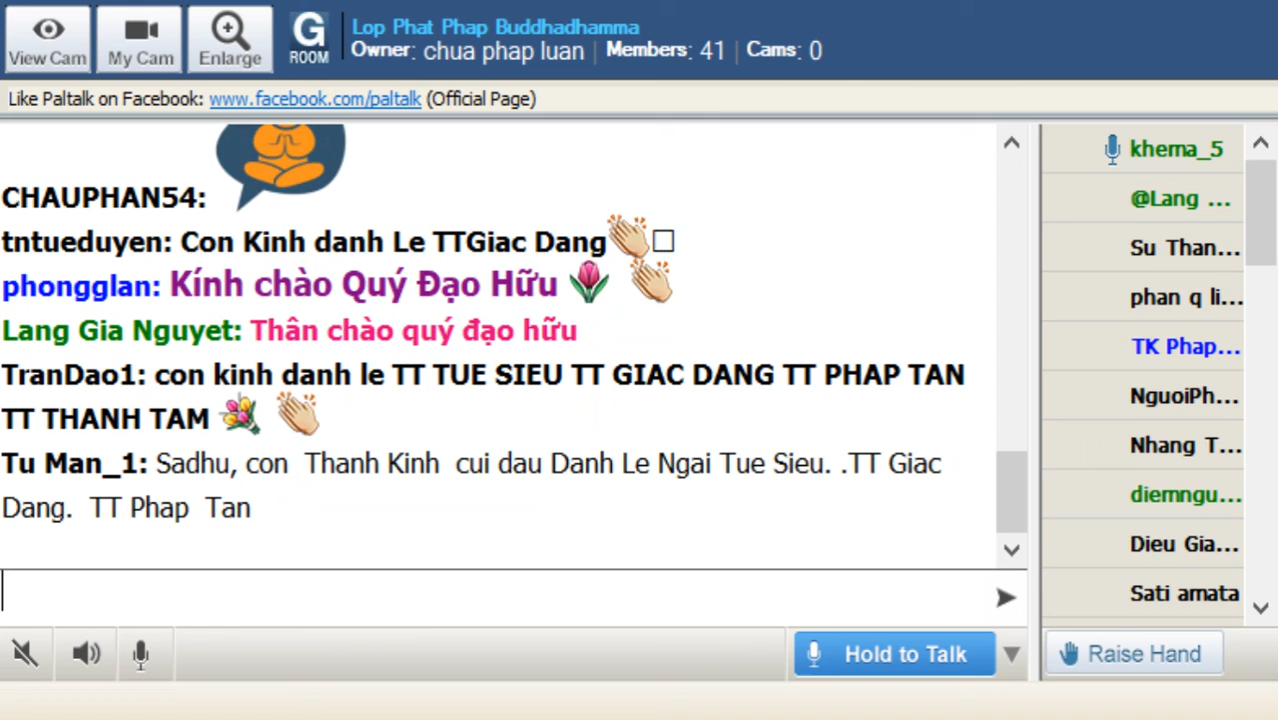 View Cam
My Cam
Enlarge
G
ROOM
Lop Phat Phap Buddhadhamma
Owner: chua phap luan | Members: 41 | Cams: 0
Like Paltalk on Facebook: www.facebook.com/paltalk (Official Page)
CHAUPHAN54:
tntueduyen: Con Kinh danh Le TTGiac Dang
phongglan: Kính chào Quý Đạo Hữu
Lang Gia Nguyet: Thân chào quý đạo hữu
TranDao1: con kinh danh le TT TUE SIEU TT GIAC DANG TT PHAP TAN
TT THANH TAM
Tu Man_1: Sadhu, con Thanh Kinh cui dau Danh Le Ngai Tue Sieu. .TT Giac
Dang. TT Phap Tan
khema_5
@Lang ...
Su Than...
phan q li...
TK Phap...
NguoiPh...
Nhang T...
diemngu...
Dieu Gia...
Sati amata
Hold to Talk
Raise Hand